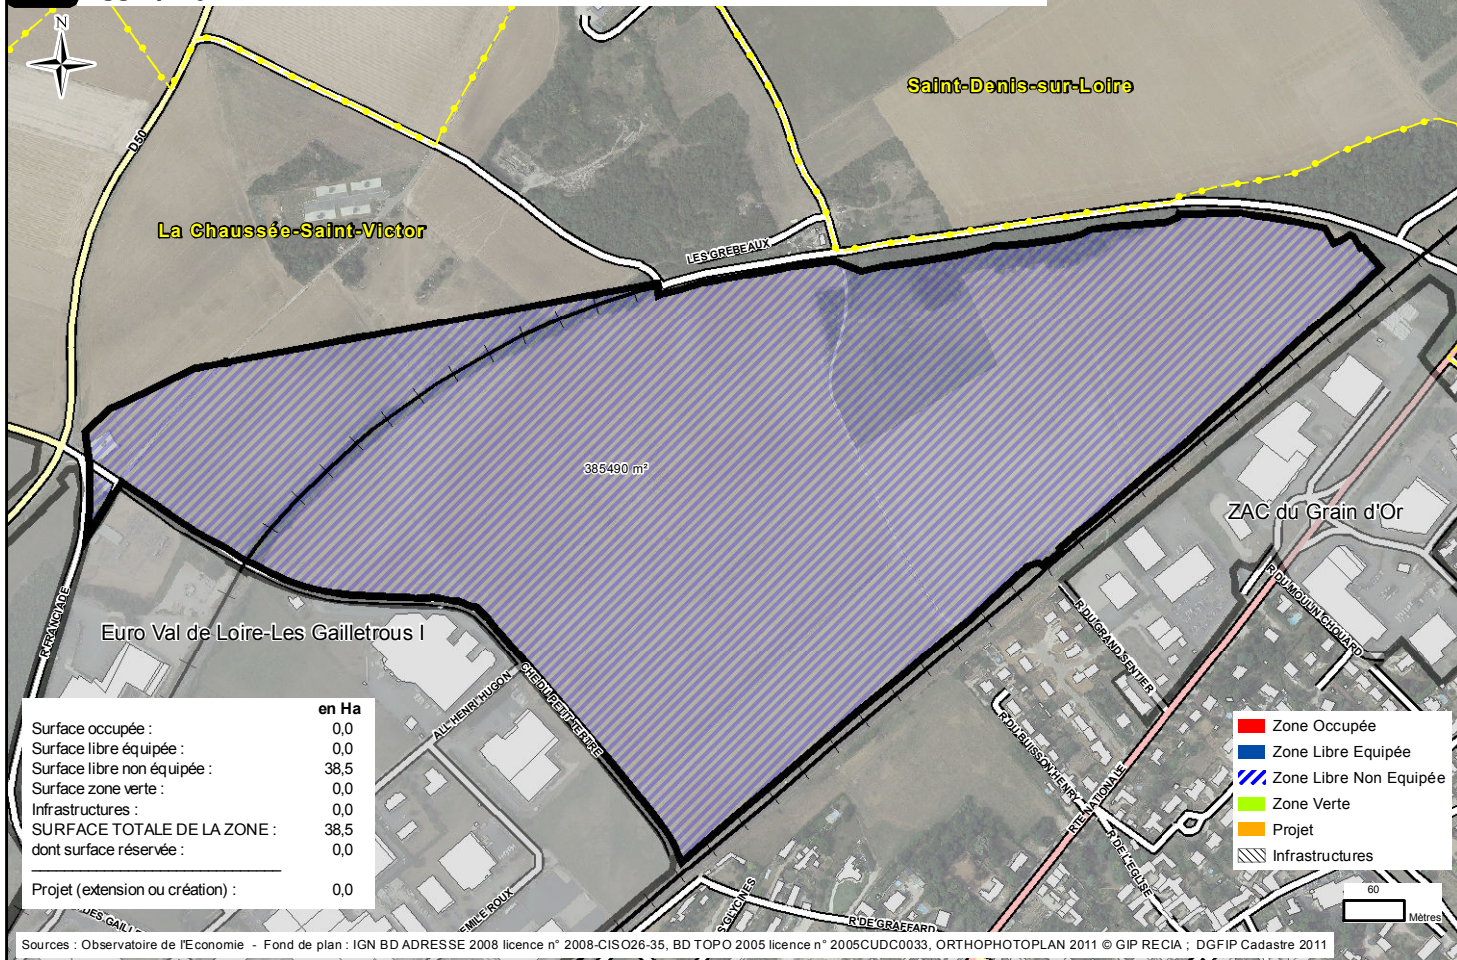 N
Saint-Denis-sur-Loire
D50
La Chaussée-Saint-Victor
LES GREBEAUX
385490 m²
ZAC du Grain d'Or
R DU MOULIN CHOUARD
R DU GRAND SENTIER
R FRANCIADE
Euro Val de Loire-Les Gailletrous I
CHE DU PETIT TERTRE
ALL HENRI HUGON
R DU BUISSON HENRY
RTE NATIONALE
R DE L'EGLISE
EMILE ROUX
R DE GRAFFARD
en Ha
Surface occupée : 0,0
Surface libre équipée : 0,0
Surface libre non équipée : 38,5
Surface zone verte : 0,0
Infrastructures : 0,0
SURFACE TOTALE DE LA ZONE : 38,5
dont surface réservée : 0,0
Projet (extension ou création) : 0,0
Zone Occupée
Zone Libre Equipée
Zone Libre Non Equipée
Zone Verte
Projet
Infrastructures
60
Mètres
Sources : Observatoire de l'Economie - Fond de plan : IGN BD ADRESSE 2008 licence n° 2008-CISO26-35, BD TOPO 2005 licence n° 2005CUDC0033, ORTHOPHOTOPLAN 2011 © GIP RECIA ; DGFIP Cadastre 2011